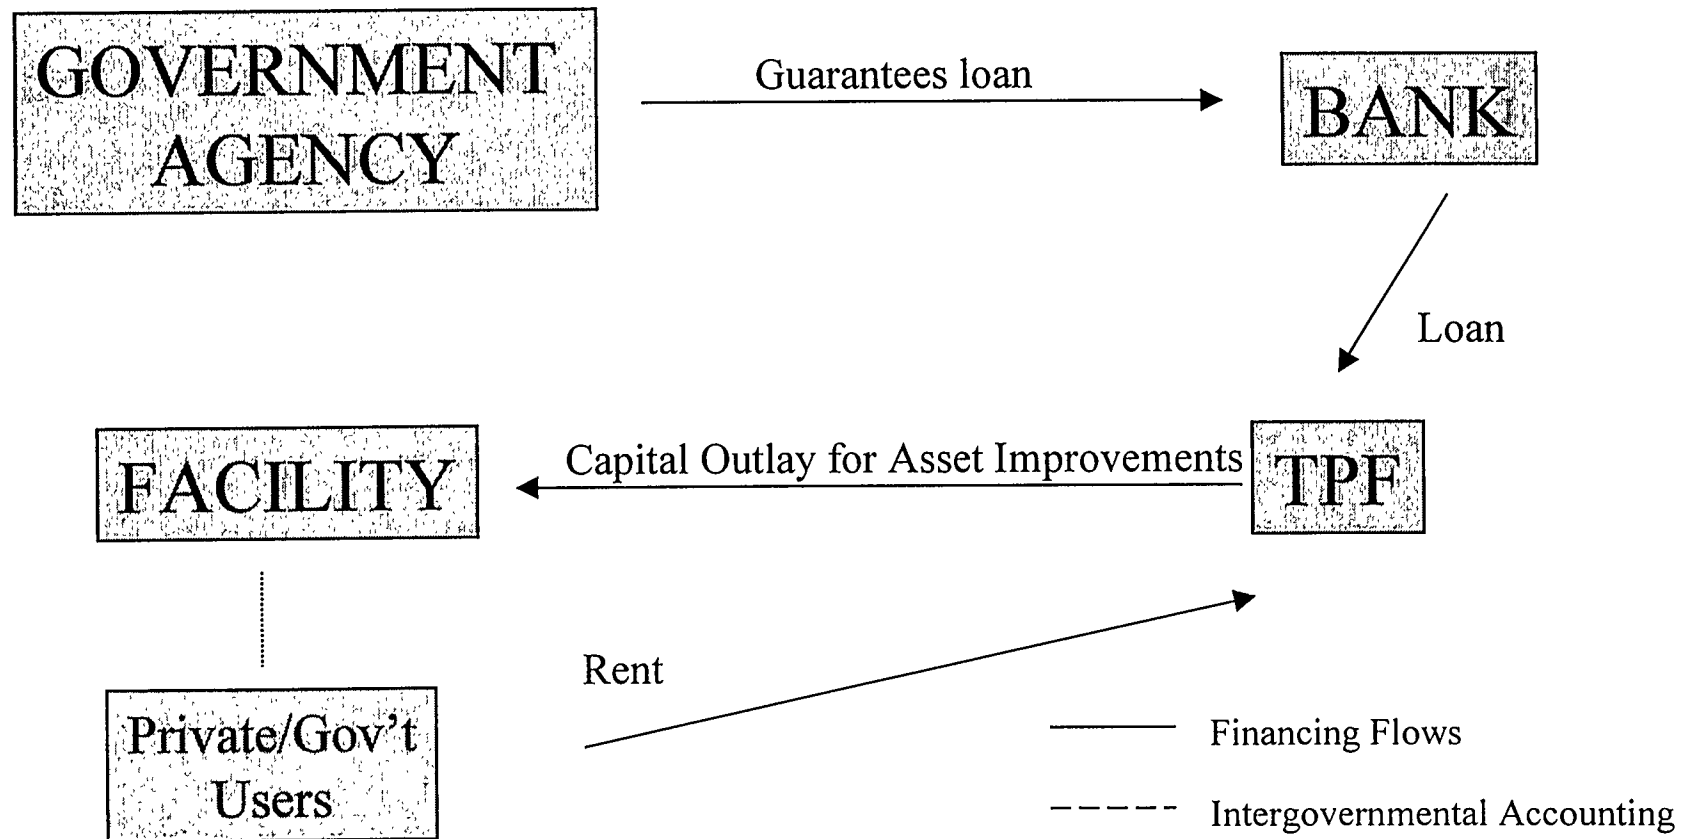 GOVERNMENT
AGENCY
Guarantees loan
BANK
Loan
FACILITY
Capital Outlay for Asset Improvements
TPF
Rent
Private/Gov't
Users
Financing Flows
Intergovernmental Accounting